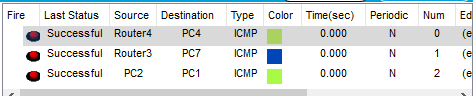 Fire Last Status Source Destination Type Color Time(sec) Periodic Num Edi
Successful Router4 PC4 ICMP 0.000 N 0 (e
Successful Router3 PC7 ICMP 0.000 N 1 (e
Successful PC2 PC1 ICMP 0.000 N 2 (e